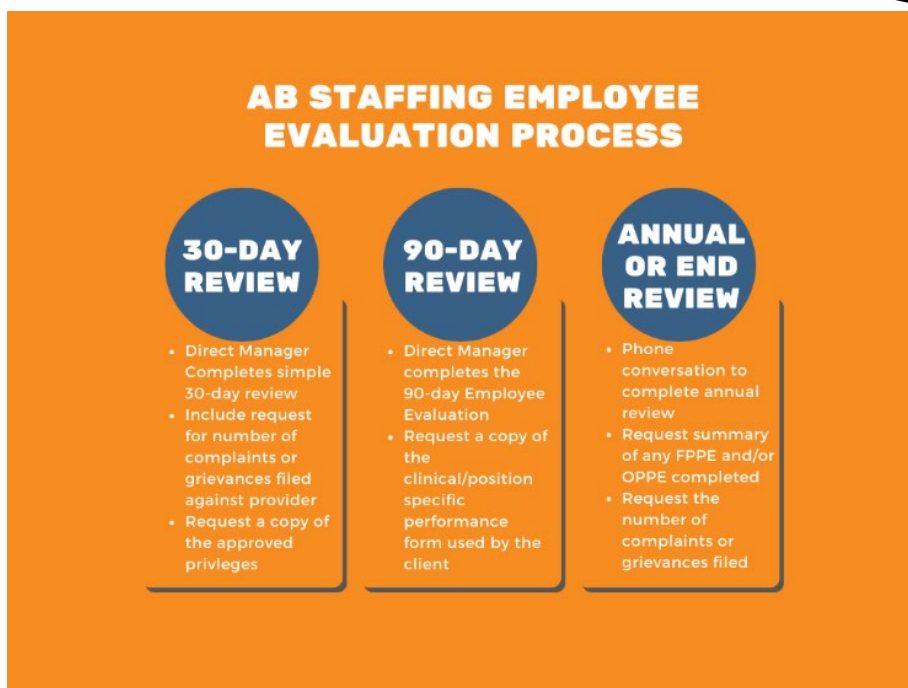 AB STAFFING EMPLOYEE
EVALUATION PROCESS
30-DAY
REVIEW
• Direct Manager
Completes simple
30-day review
• Include request
for number of
complaints or
grievances filed
against provider
• Request a copy of
the approved
privleges
90-DAY
REVIEW
• Direct Manager
completes the
90-day Employee
Evaluation
• Request a copy of
the
clinical/position
specific
performance
form used by the
client
ANNUAL
OR END
REVIEW
• Phone
conversation to
complete annual
review
• Request summary
of any FPPE and/or
OPPE completed
• Request the
number of
complaints or
grievances filed